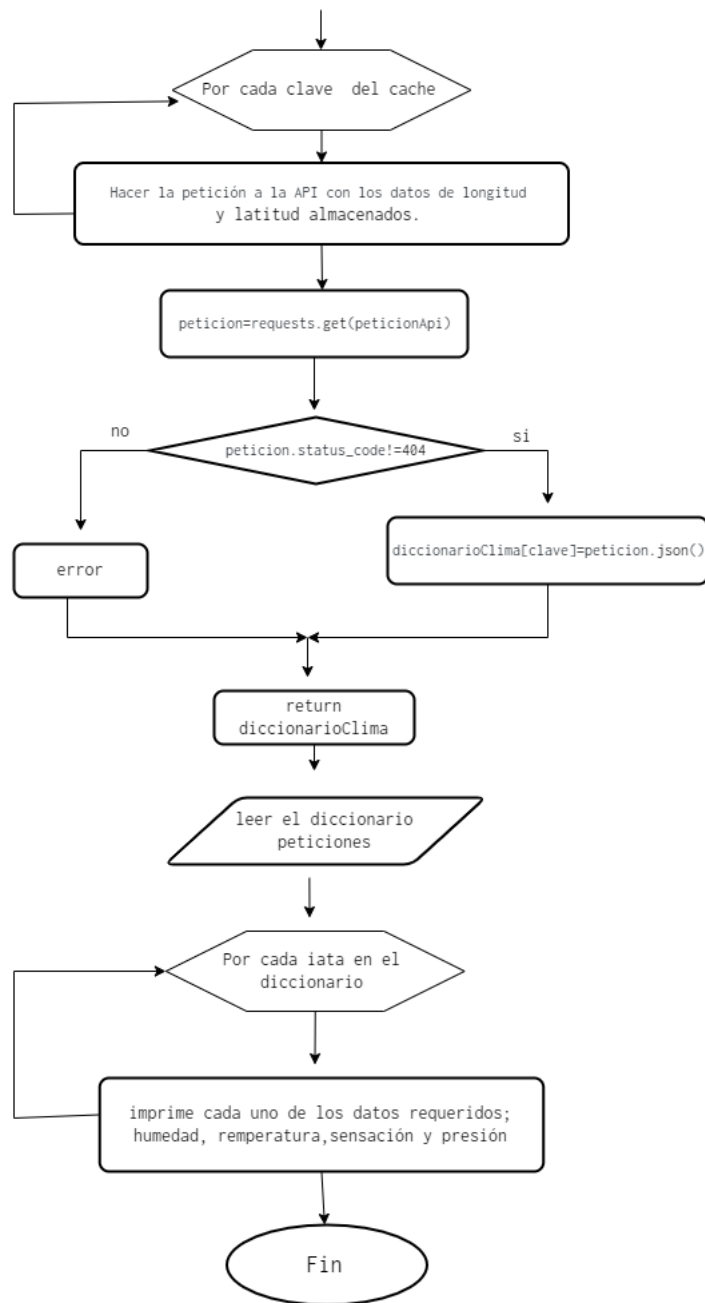 Por cada clave del cache
Hacer la petición a la API con los datos de longitud
y latitud almacenados.
peticion=requests.get(peticionApi)
no
peticion.status_code!=404
si
error
diccionarioClima[clave]=peticion.json()
return
diccionarioClima
leer el diccionario
peticiones
Por cada iata en el
diccionario
imprime cada uno de los datos requeridos;
humedad, remperatura,sensación y presión
Fin